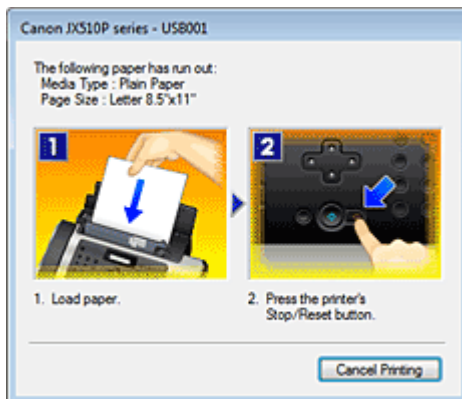 Canon JX510P series - USB001
The following paper has run out:
Media Type : Plain Paper
Page Size : Letter 8.5"x11"
1
2
1. Load paper.
2. Press the printer's
Stop/Reset button.
Cancel Printing